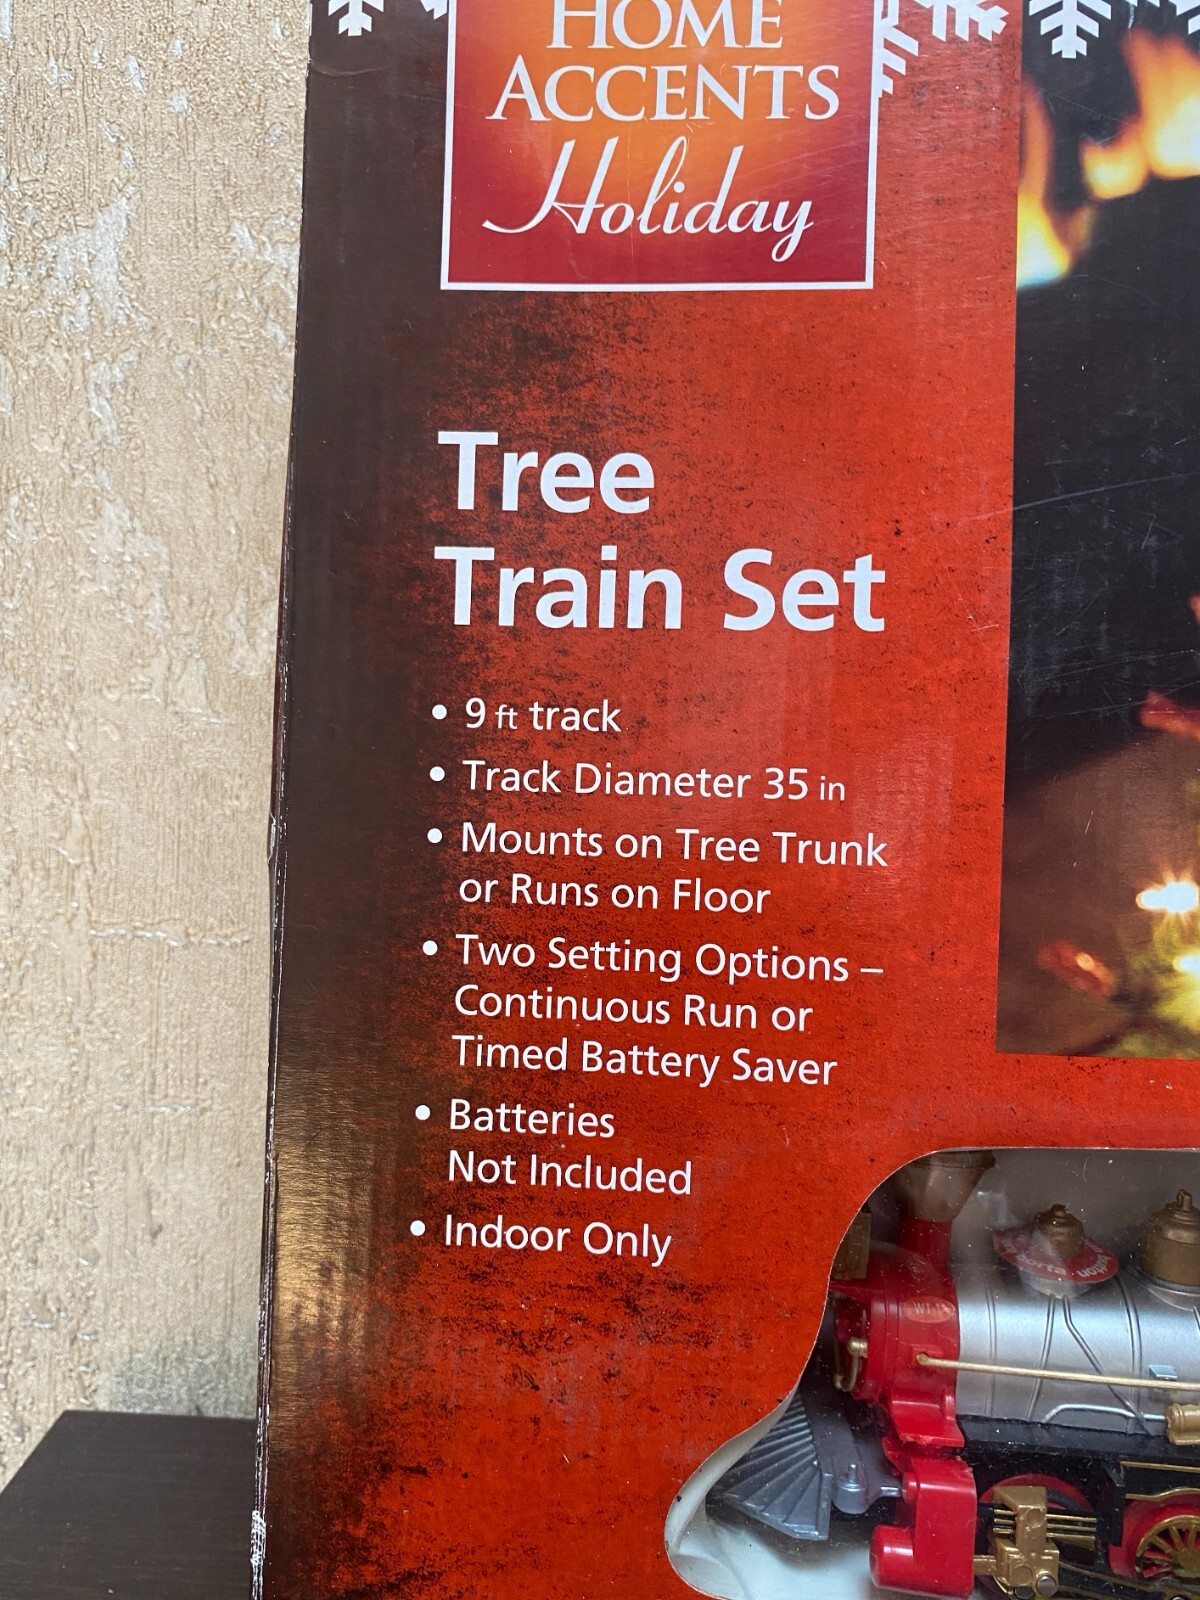 HOME
ACCENTS
Holiday
Tree
Train Set
• 9 ft track
• Track Diameter 35 in
• Mounts on Tree Trunk
or Runs on Floor
• Two Setting Options –
Continuous Run or
Timed Battery Saver
• Batteries
Not Included
• Indoor Only